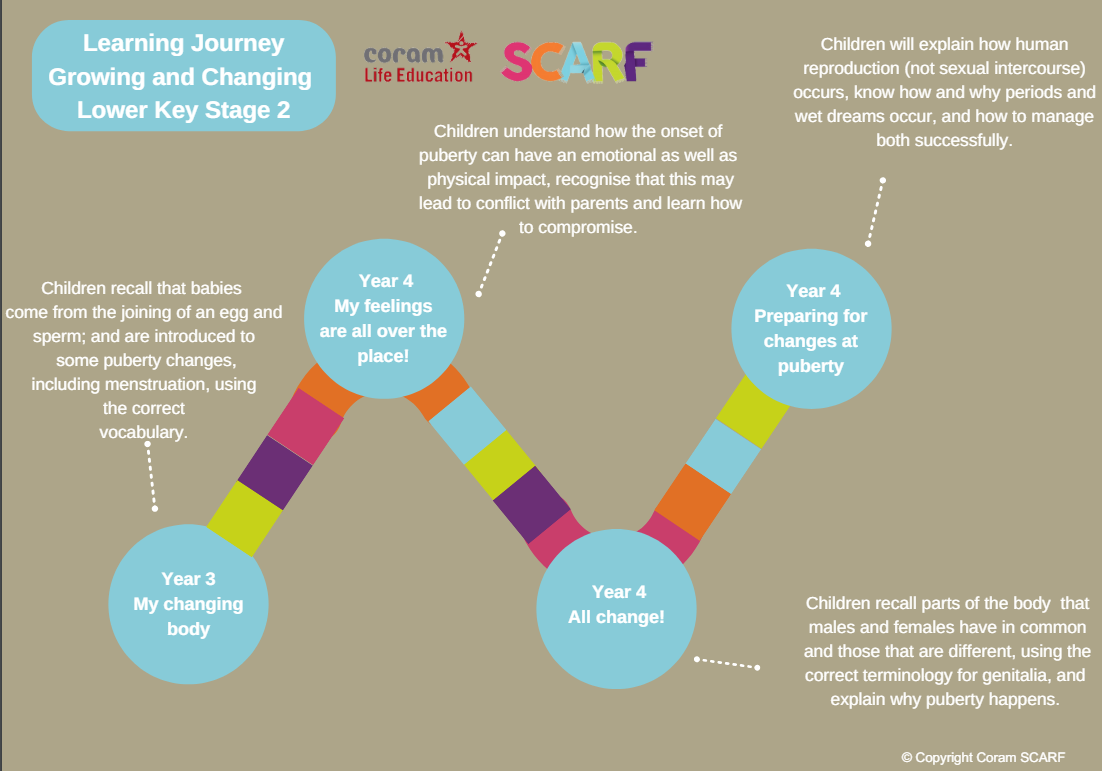 Learning Journey
Growing and Changing
Lower Key Stage 2
coram
Life Education
SCARF
Children will explain how human
reproduction (not sexual intercourse)
occurs, know how and why periods and
wet dreams occur, and how to manage
both successfully.
Children understand how the onset of
puberty can have an emotional as well as
physical impact, recognise that this may
lead to conflict with parents and learn how
to compromise.
Children recall that babies
come from the joining of an egg and
sperm; and are introduced to
some puberty changes,
including menstruation, using
the correct
vocabulary.
Year 4
My feelings
are all over the
place!
Year 4
Preparing for
changes at
puberty
Year 3
My changing
body
Year 4
All change!
Children recall parts of the body  that
males and females have in common
and those that are different, using the
correct terminology for genitalia, and
explain why puberty happens.
© Copyright Coram SCARF